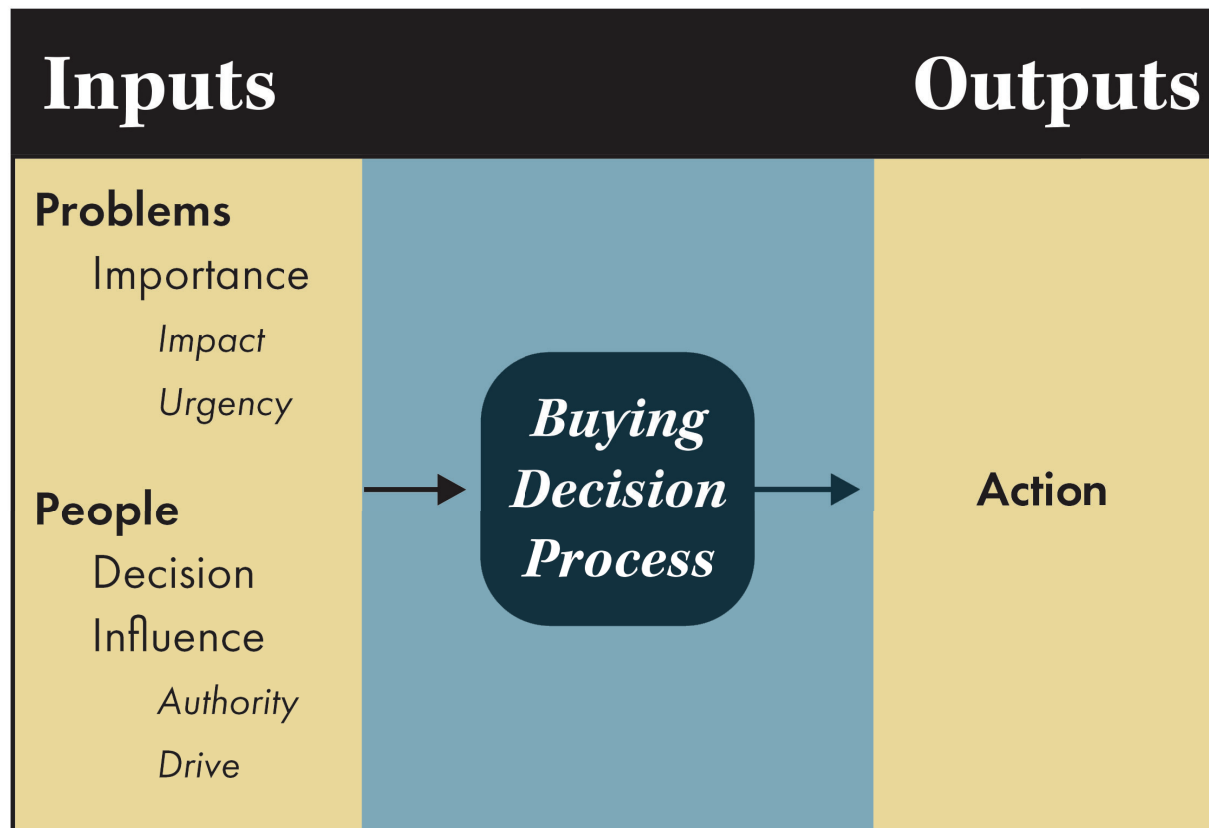 Inputs
Outputs
Problems
Importance
Impact
Urgency
People
Decision
Influence
Authority
Drive
Buying
Decision
Process
Action